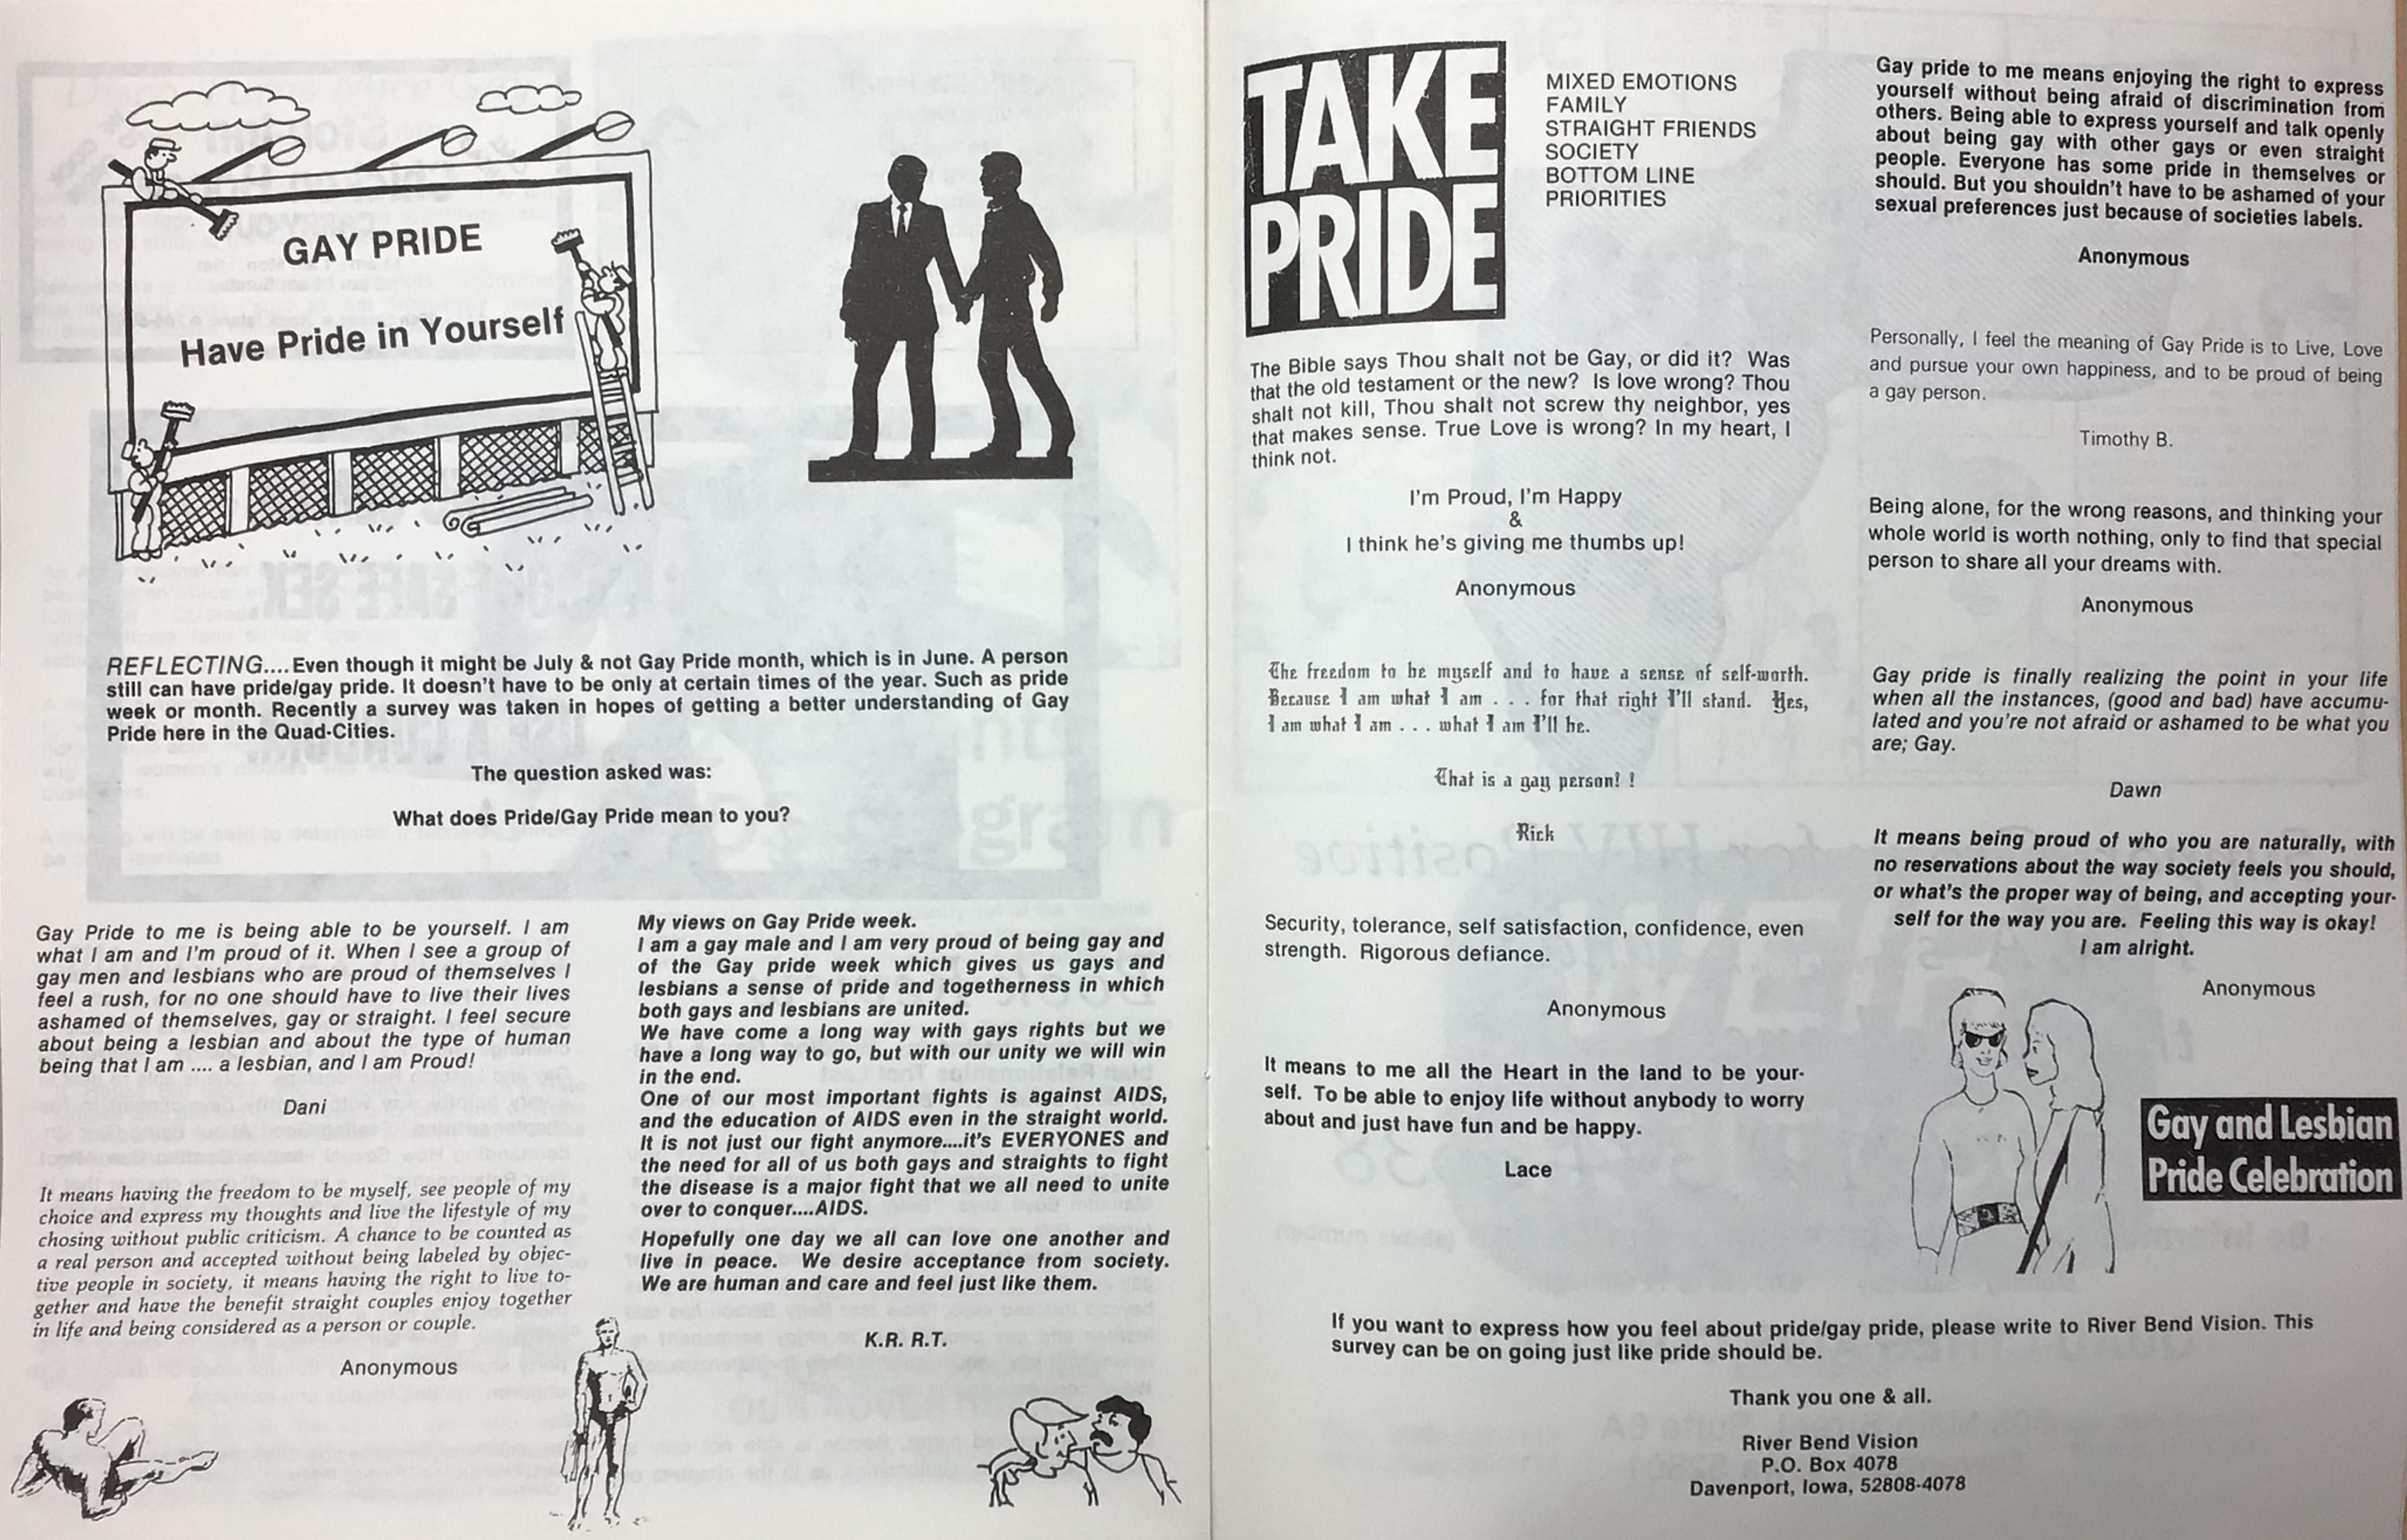 GAY PRIDE
Have Pride in Yourself
REFLECTING.... Even though it might be July & not Gay Pride month, which is in June. A person
still can have pride/gay pride. It doesn't have to be only at certain times of the year. Such as pride
week or month. Recently a survey was taken in hopes of getting a better understanding of Gay
Pride here in the Quad-Cities.
The question asked was:
What does Pride/Gay Pride mean to you?
Gay Pride to me is being able to be yourself. I am
what I am and I'm proud of it. When I see a group of
gay men and lesbians who are proud of themselves I
feel a rush, for no one should have to live their lives
ashamed of themselves, gay or straight. I feel secure
about being a lesbian and about the type of human
being that I am .... a lesbian, and I am Proud!
Dani
It means having the freedom to be myself, see people of my
choice and express my thoughts and live the lifestyle of my
chosing without public criticism. A chance to be counted as
a real person and accepted without being labeled by objec-
tive people in society, it means having the right to live to-
gether and have the benefit straight couples enjoy together
in life and being considered as a person or couple.
Anonymous
My views on Gay Pride week.
I am a gay male and I am very proud of being gay and
of the Gay pride week which gives us gays and
lesbians a sense of pride and togetherness in which
both gays and lesbians are united.
We have come a long way with gays rights but we
have a long way to go, but with our unity we will win
in the end.
One of our most important fights is against AIDS,
and the education of AIDS even in the straight world.
It is not just our fight anymore....it's EVERYONES and
the need for all of us both gays and straights to fight
the disease is a major fight that we all need to unite
over to conquer....AIDS.
Hopefully one day we all can love one another and
live in peace. We desire acceptance from society.
We are human and care and feel just like them.
K.R. R.T.
TAKE
PRIDE
MIXED EMOTIONS
FAMILY
STRAIGHT FRIENDS
SOCIETY
BOTTOM LINE
PRIORITIES
The Bible says Thou shalt not be Gay, or did it? Was
that the old testament or the new? Is love wrong? Thou
shalt not kill, Thou shalt not screw thy neighbor, yes
that makes sense. True Love is wrong? In my heart, I
think not.
I'm Proud, I'm Happy
&
I think he's giving me thumbs up!
Anonymous
The freedom to be myself and to have a sense of self-worth.
Because I am what I am . . . for that right I'll stand. Yes,
I am what I am . . . what I am I'll be.
That is a gay person! !
Rick
Security, tolerance, self satisfaction, confidence, even
strength. Rigorous defiance.
Anonymous
It means to me all the Heart in the land to be your-
self. To be able to enjoy life without anybody to worry
about and just have fun and be happy.
Lace
Gay pride to me means enjoying the right to express
yourself without being afraid of discrimination from
others. Being able to express yourself and talk openly
about being gay with other gays or even straight
people. Everyone has some pride in themselves or
should. But you shouldn't have to be ashamed of your
sexual preferences just because of societies labels.
Anonymous
Personally, I feel the meaning of Gay Pride is to Live, Love
and pursue your own happiness, and to be proud of being
a gay person.
Timothy B.
Being alone, for the wrong reasons, and thinking your
whole world is worth nothing, only to find that special
person to share all your dreams with.
Anonymous
Gay pride is finally realizing the point in your life
when all the instances, (good and bad) have accumu-
lated and you're not afraid or ashamed to be what you
are; Gay.
Dawn
It means being proud of who you are naturally, with
no reservations about the way society feels you should,
or what's the proper way of being, and accepting your-
self for the way you are. Feeling this way is okay!
I am alright.
Anonymous
Gay and Lesbian
Pride Celebration
If you want to express how you feel about pride/gay pride, please write to River Bend Vision. This
survey can be on going just like pride should be.
Thank you one & all.
River Bend Vision
P.O. Box 4078
Davenport, Iowa, 52808-4078